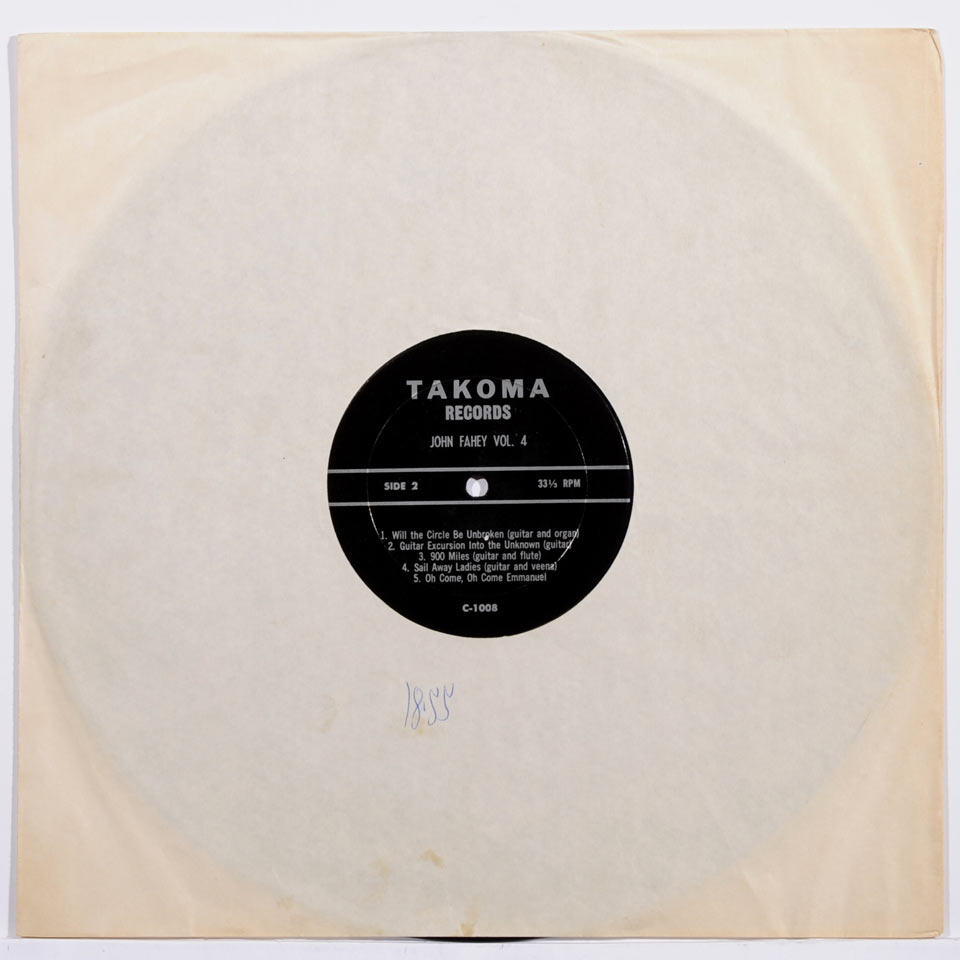 TAKOMA
RECORDS
JOHN FAHEY VOL. 4
SIDE 2 33⅓ RPM
1. Will the Circle Be Unbroken (guitar and organ)
2. Guitar Excursion Into the Unknown (guitar)
3. 900 Miles (guitar and flute)
4. Sail Away Ladies (guitar and veena)
5. Oh Come, Oh Come Emmanuel
C-1008
18.55